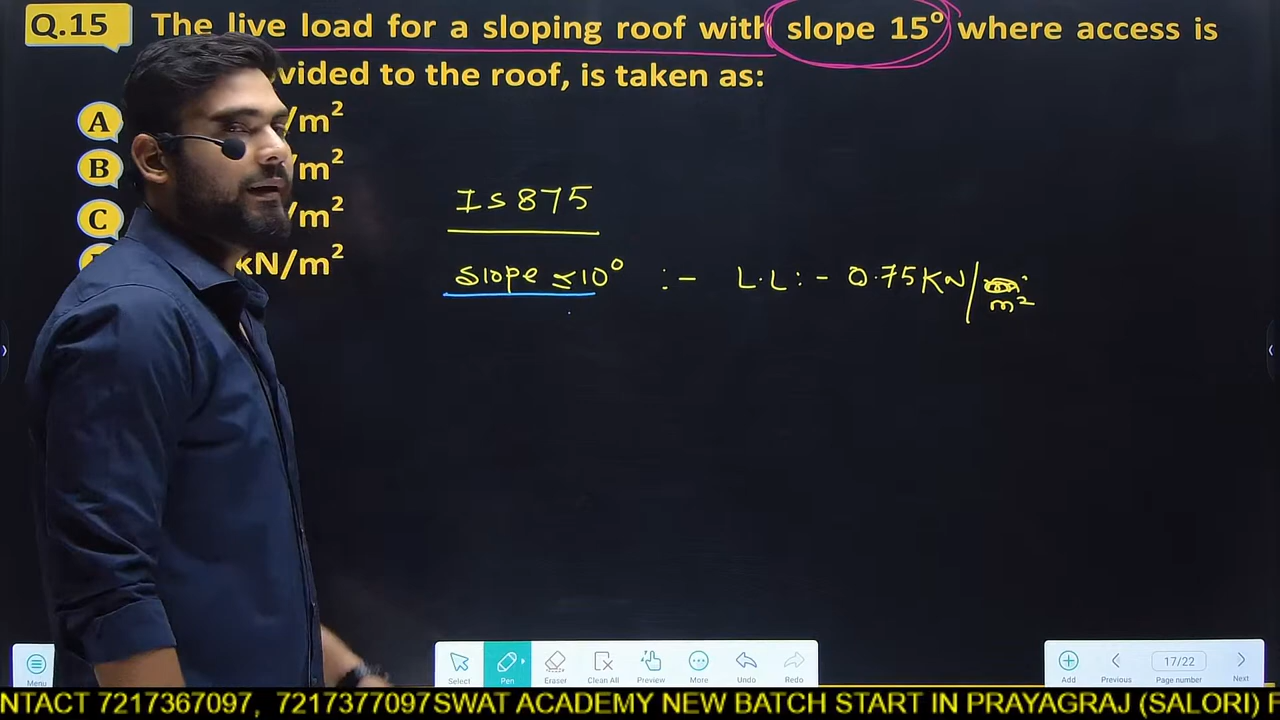 Q.15 The live load for a sloping roof with slope 15° where access is
vided to the roof, is taken as:
A /m²
B /m²
C /m²
kN/m²
Is 875
Slope ≤ 10° :- L.L :- 0.75 KN/m²
Menu
Select Pen Eraser Clean All Preview More Undo Redo
Add Previous 17/22 Page number Next
NTACT 7217367097, 7217377097SWAT ACADEMY NEW BATCH START IN PRAYAGRAJ (SALORI) F